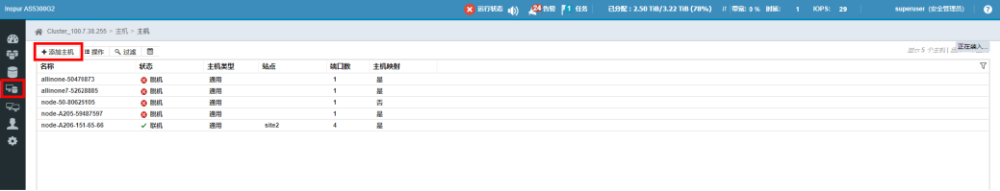 Inspur AS5300G2
运行状态 24 告警 1 任务 已分配：2.50 TiB/3.22 TiB (78%) 带宽: 0 % 时延: 1 IOPS: 29 superuser (安全管理员)
Cluster_100.7.38.255 > 主机 > 主机
添加主机 操作 过滤 显示 5 个主机 | 正在输入...
名称 状态 主机类型 站点 端口数 主机映射
allinone-50476873 脱机 通用 1 是
allinone7-52628885 脱机 通用 1 是
node-50-80625105 脱机 通用 1 否
node-A205-59487597 脱机 通用 1 是
node-A206-151-65-66 联机 通用 site2 4 是